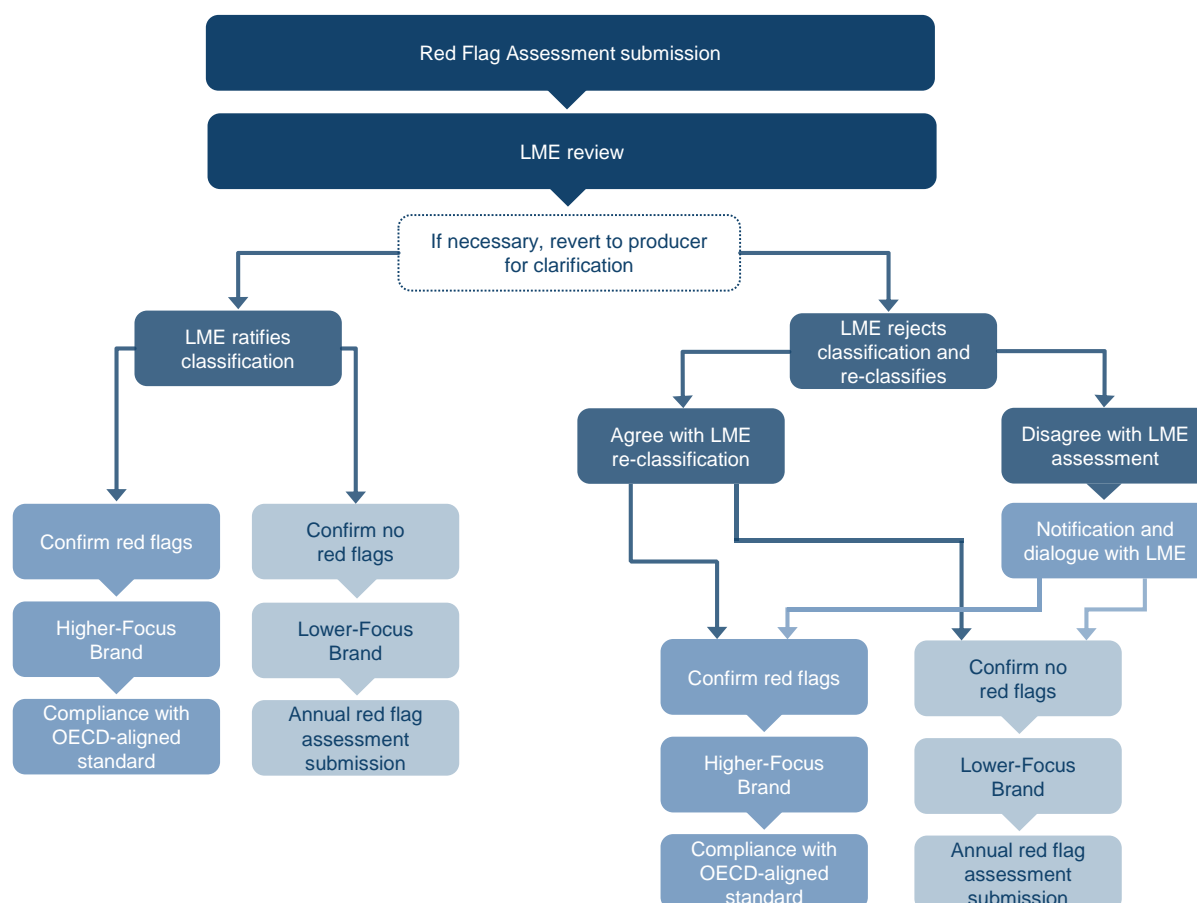 Red Flag Assessment submission
LME review
If necessary, revert to producer
for clarification
LME ratifies
classification
LME rejects
classification and
re-classifies
Agree with LME
re-classification
Disagree with LME
assessment
Confirm red flags
Confirm no
red flags
Notification and
dialogue with LME
Higher-Focus
Brand
Lower-Focus
Brand
Confirm red flags
Confirm no
red flags
Compliance with
OECD-aligned
standard
Annual red flag
assessment
submission
Higher-Focus
Brand
Lower-Focus
Brand
Compliance with
OECD-aligned
standard
Annual red flag
assessment
submission